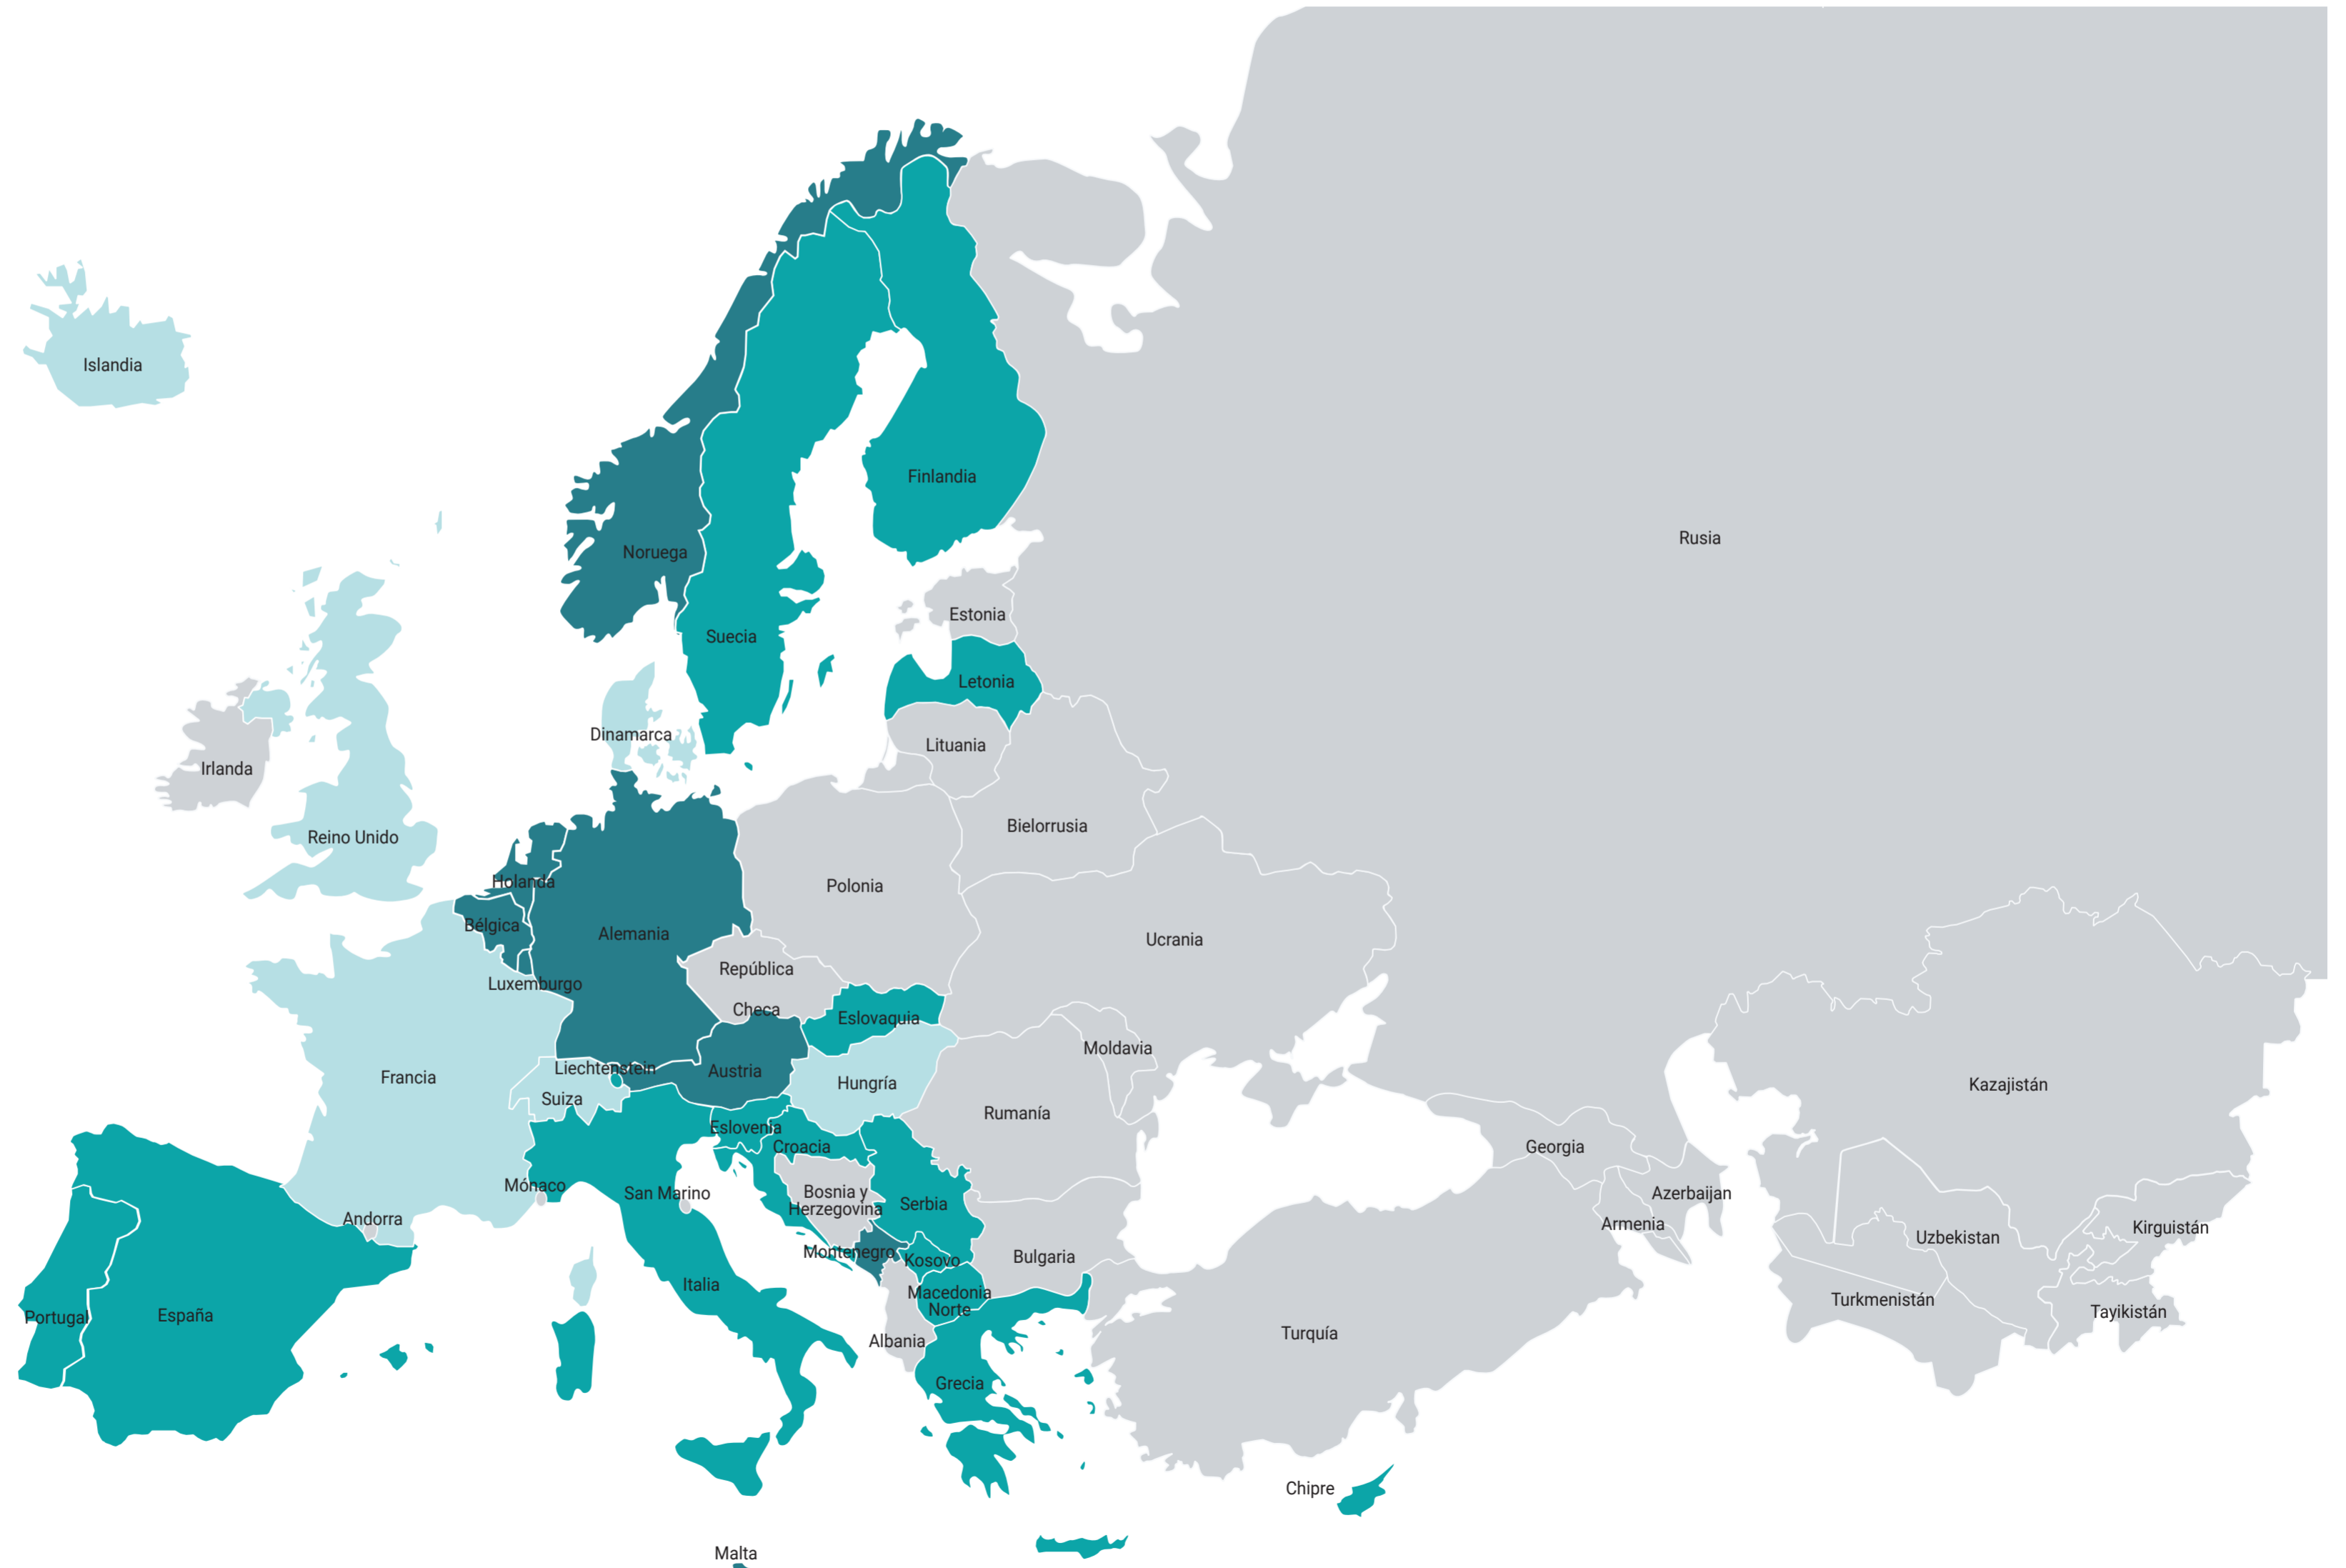 Islandia
Finlandia
Rusia
Noruega
Estonia
Suecia
Letonia
Dinamarca
Lituania
Irlanda
Bielorrusia
Reino Unido
Holanda
Polonia
Bélgica
Alemania
Ucrania
República
Checa
Luxemburgo
Eslovaquia
Moldavia
Liechtenstein
Austria
Francia
Hungría
Kazajistán
Suiza
Rumanía
Eslovenia
Croacia
Georgia
Mónaco
San Marino
Bosnia y
Herzegovina
Serbia
Azerbaijan
Andorra
Armenia
Kirguistán
Uzbekistan
Montenegro
Kosovo
Bulgaria
Italia
Macedonia
Norte
Turkmenistán
Tayikistán
Portugal
España
Turquía
Albania
Grecia
Chipre
Malta